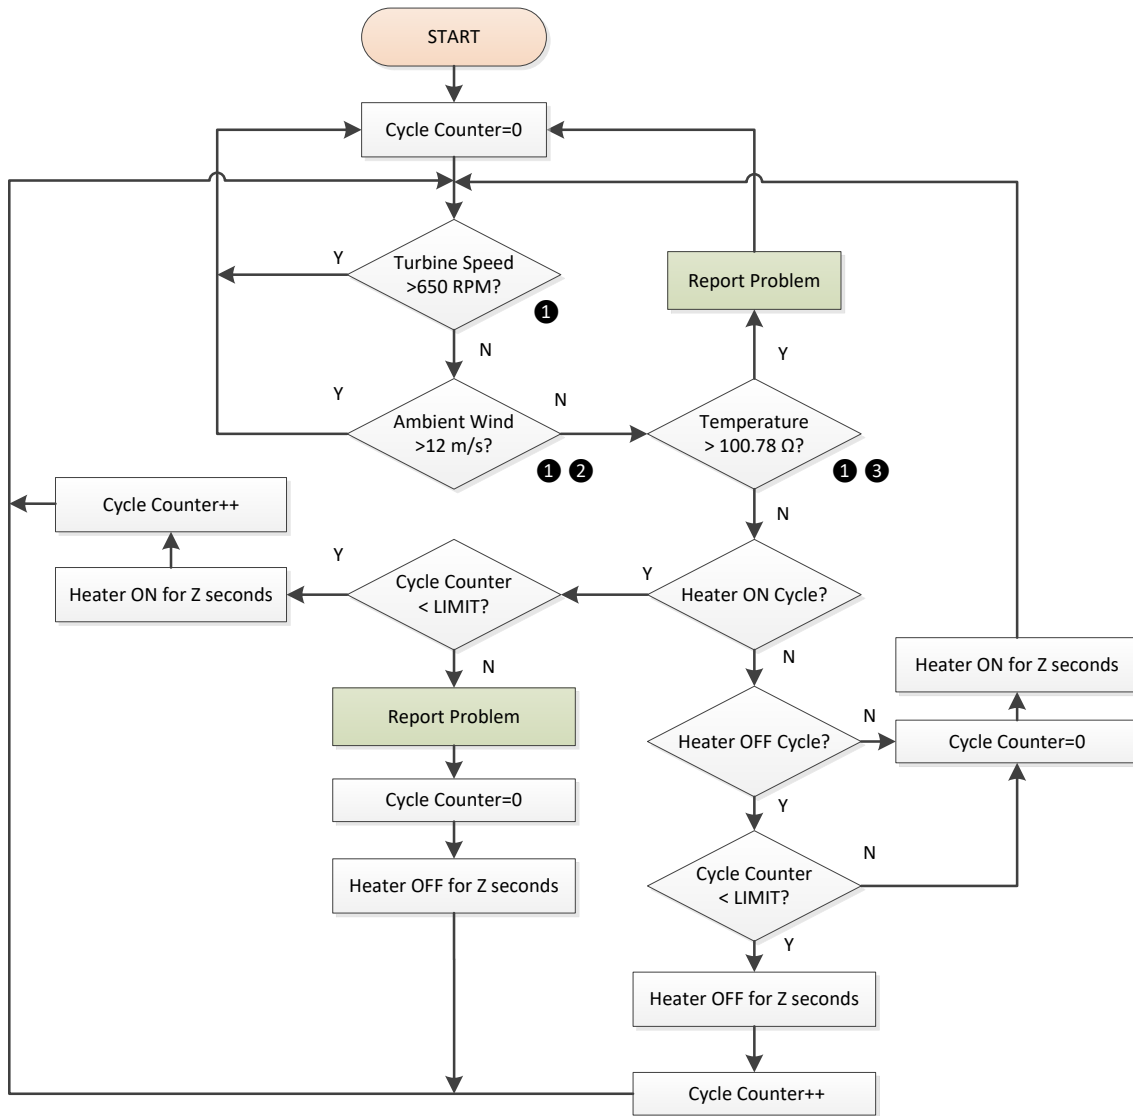 START
Cycle Counter=0
Y
Turbine Speed
>650 RPM?
❶
Report Problem
N
Y
Y
Ambient Wind
>12 m/s?
N
❶ ❷
Temperature
> 100.78 Ω?
❶ ❸
Cycle Counter++
N
Y
Cycle Counter
< LIMIT?
Y
Heater ON Cycle?
Heater ON for Z seconds
N
N
Heater ON for Z seconds
Report Problem
Heater OFF Cycle?
N
Cycle Counter=0
Cycle Counter=0
Y
Cycle Counter
< LIMIT?
N
Heater OFF for Z seconds
Y
Heater OFF for Z seconds
Cycle Counter++